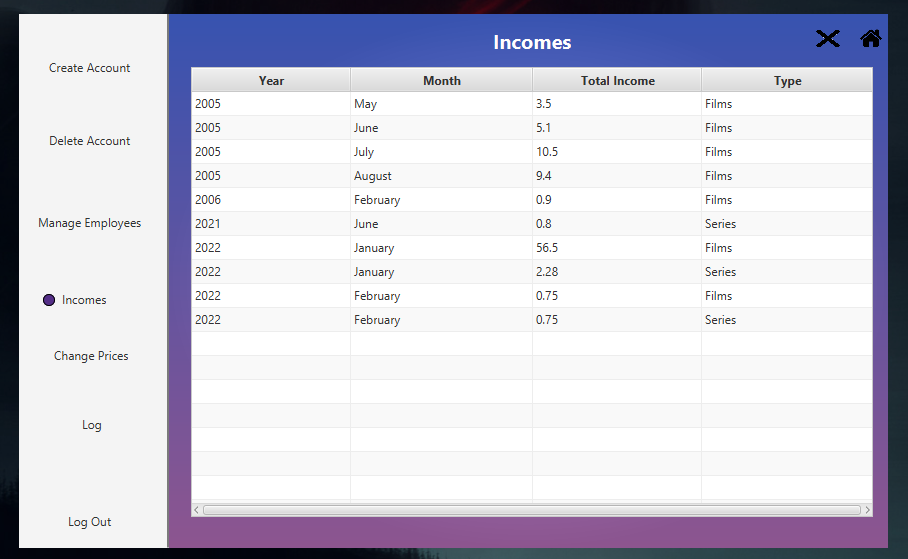 Incomes
Create Account
Delete Account
Manage Employees
Incomes
Change Prices
Log
Log Out
Year Month Total Income Type
2005 May 3.5 Films
2005 June 5.1 Films
2005 July 10.5 Films
2005 August 9.4 Films
2006 February 0.9 Films
2021 June 0.8 Series
2022 January 56.5 Films
2022 January 2.28 Series
2022 February 0.75 Films
2022 February 0.75 Series